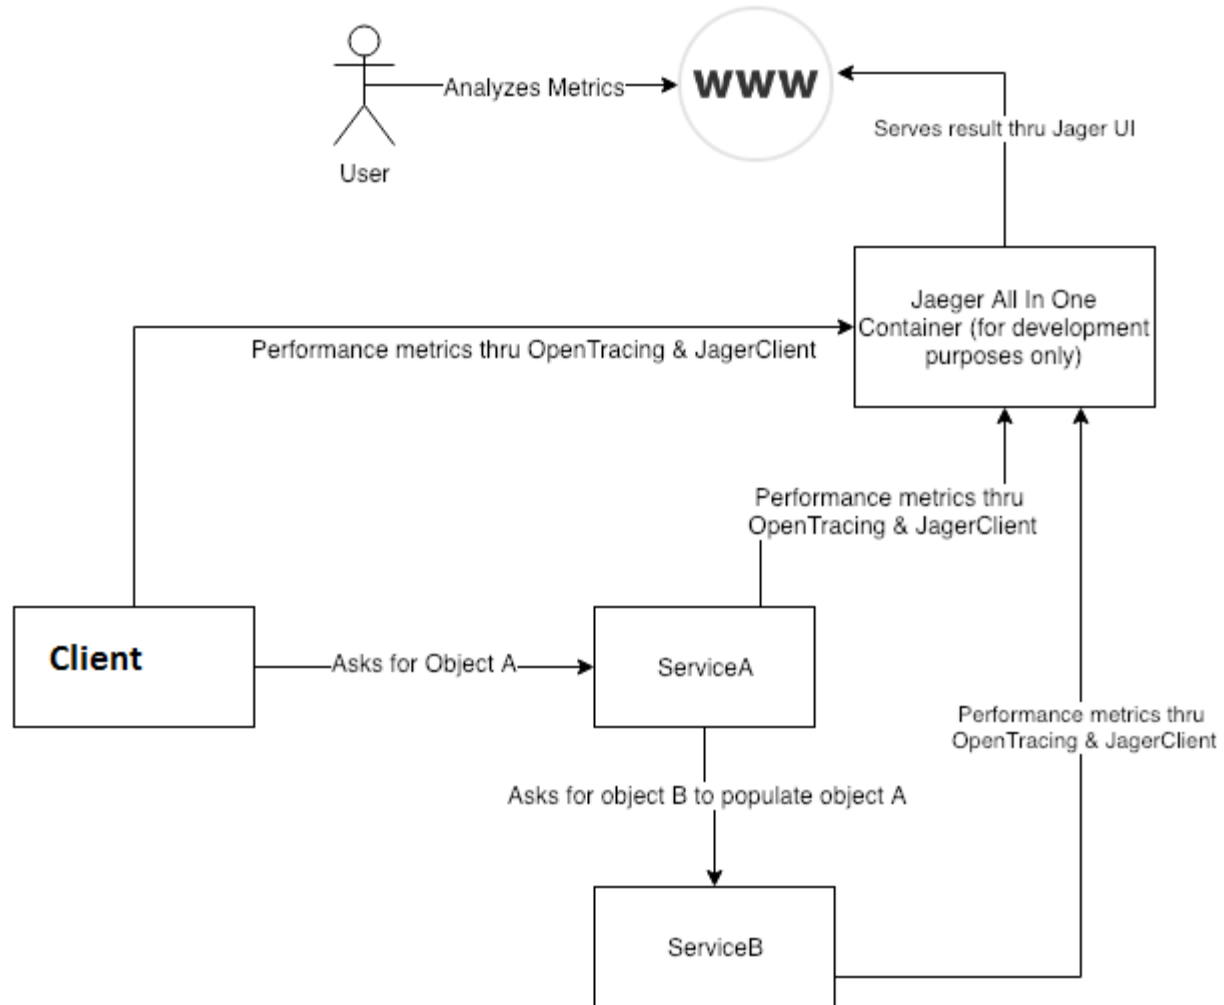 Analyzes Metrics
www
Serves result thru Jager UI
User
Jaeger All In One
Container (for development
purposes only)
Performance metrics thru OpenTracing & JagerClient
Performance metrics thru
OpenTracing & JagerClient
Client
Asks for Object A
ServiceA
Performance metrics thru
OpenTracing & JagerClient
Asks for object B to populate object A
ServiceB